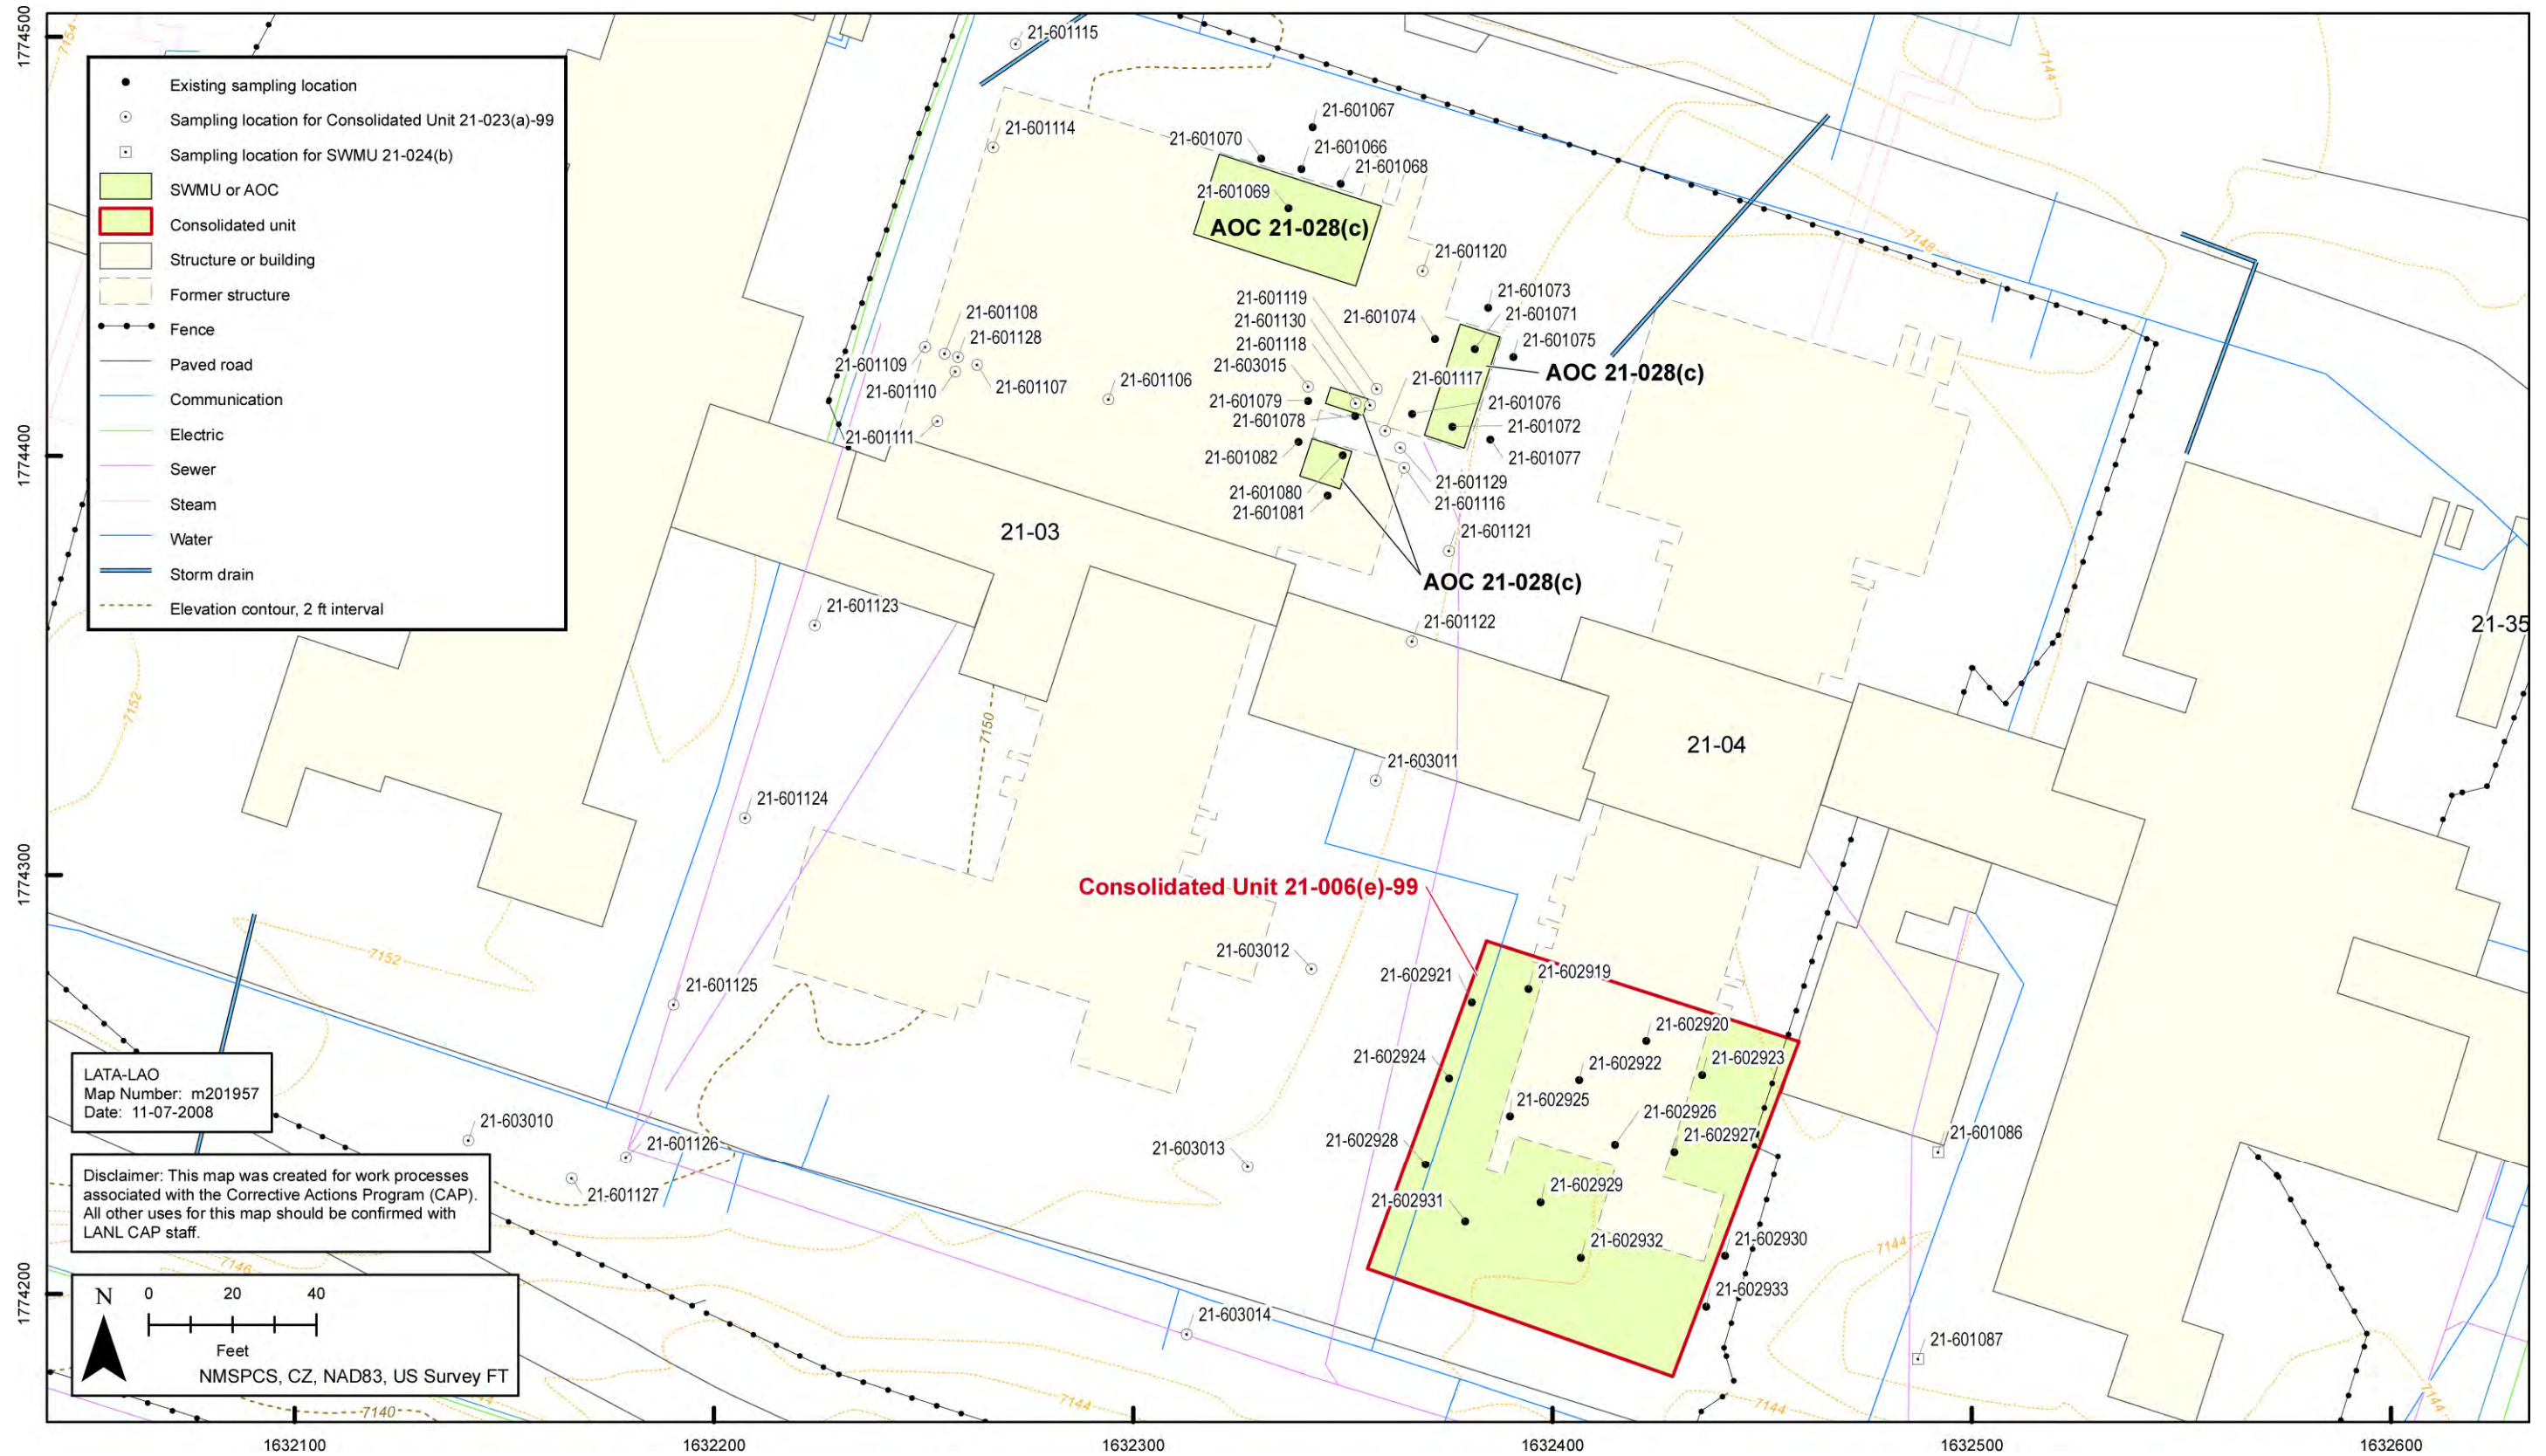 1774500
1774400
1774300
1774200
7154
Existing sampling location
Sampling location for Consolidated Unit 21-023(a)-99
Sampling location for SWMU 21-024(b)
SWMU or AOC
Consolidated unit
Structure or building
Former structure
Fence
Paved road
Communication
Electric
Sewer
Steam
Water
Storm drain
Elevation contour, 2 ft interval
21-601115
21-601114
21-601067
21-601070
21-601066
21-601068
21-601069
AOC 21-028(c)
7144
7148
21-601120
21-601119
21-601130
21-601118
21-603015
21-601079
21-601078
21-601082
21-601080
21-601081
21-601074
21-601073
21-601071
21-601075
AOC 21-028(c)
21-601117
21-601076
21-601072
21-601077
21-601129
21-601116
21-601121
AOC 21-028(c)
21-601122
21-601108
21-601128
21-601109
21-601110
21-601107
21-601106
21-601111
21-03
21-601123
21-35
7152
7150
21-04
21-603011
21-601124
Consolidated Unit 21-006(e)-99
7152
21-603012
21-601125
21-602921
21-602919
21-602920
21-602924
21-602922
21-602923
21-602925
21-602926
21-602928
21-602927
21-602929
21-602931
21-602932
21-602930
21-602933
21-601086
21-601087
21-603010
21-601126
21-601127
21-603013
21-603014
7144
7144
7144
7144
7146
44
7140
LATA-LAO
Map Number: m201957
Date: 11-07-2008
Disclaimer: This map was created for work processes
associated with the Corrective Actions Program (CAP).
All other uses for this map should be confirmed with
LANL CAP staff.
N 0 20 40
Feet
NMSPCS, CZ, NAD83, US Survey FT
1632100 1632200 1632300 1632400 1632500 1632600